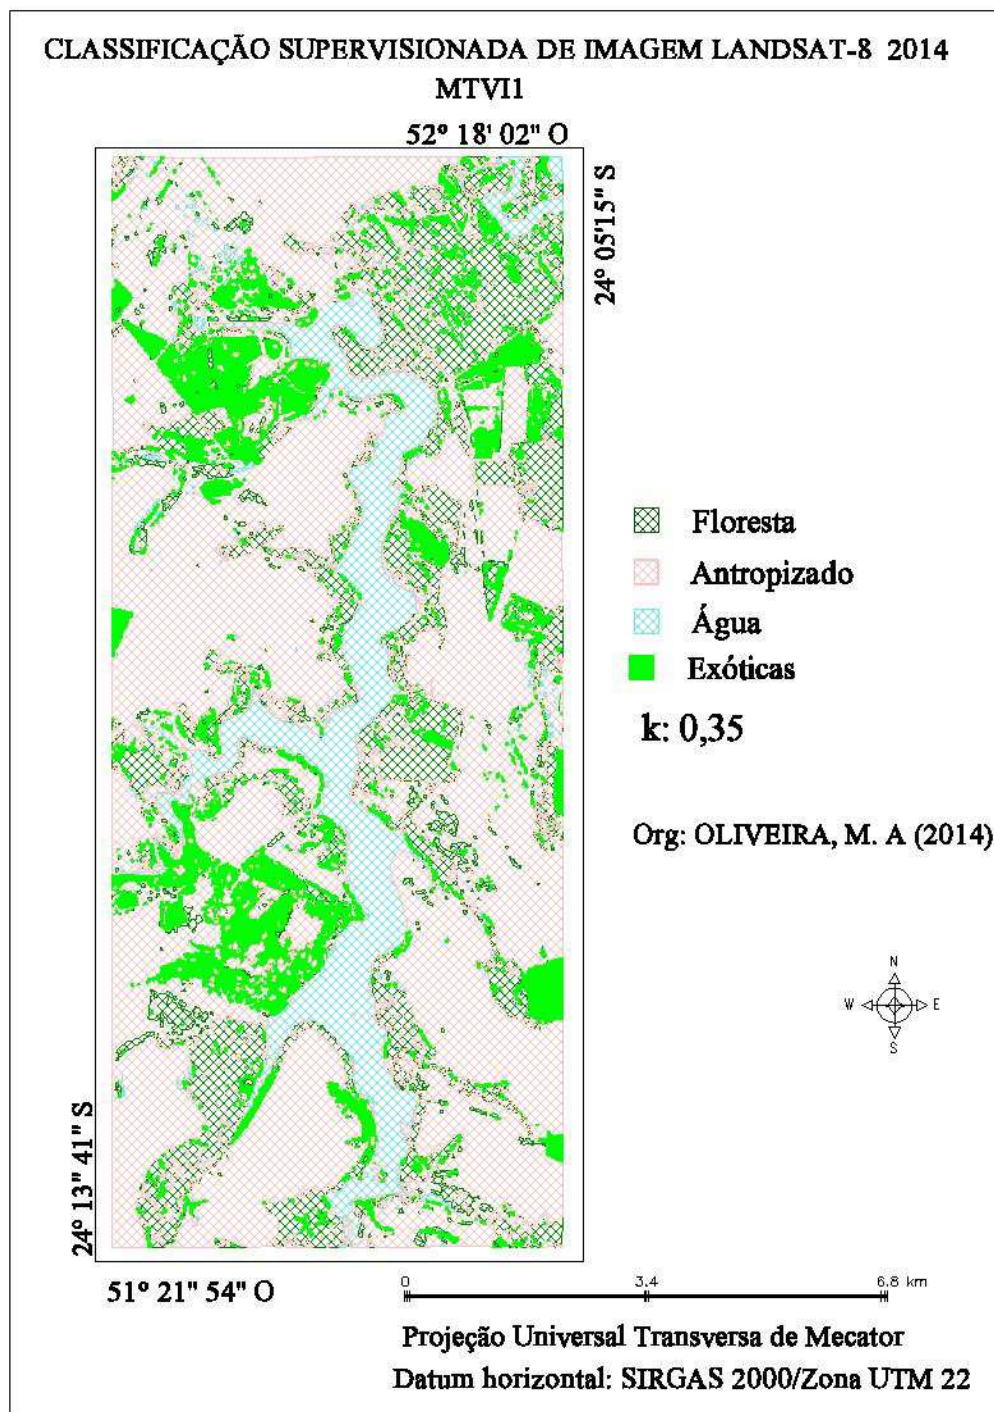 CLASSIFICAÇÃO SUPERVISIONADA DE IMAGEM LANDSAT-8 2014
MTVI1
52º 18' 02" O
24º 05'15" S
Floresta
Antropizado
Água
Exóticas
k: 0,35
Org: OLIVEIRA, M. A (2014)
N
W E
S
24º 13" 41" S
51º 21" 54" O
0 3.4 6.8 km
Projeção Universal Transversa de Mecator
Datum horizontal: SIRGAS 2000/Zona UTM 22